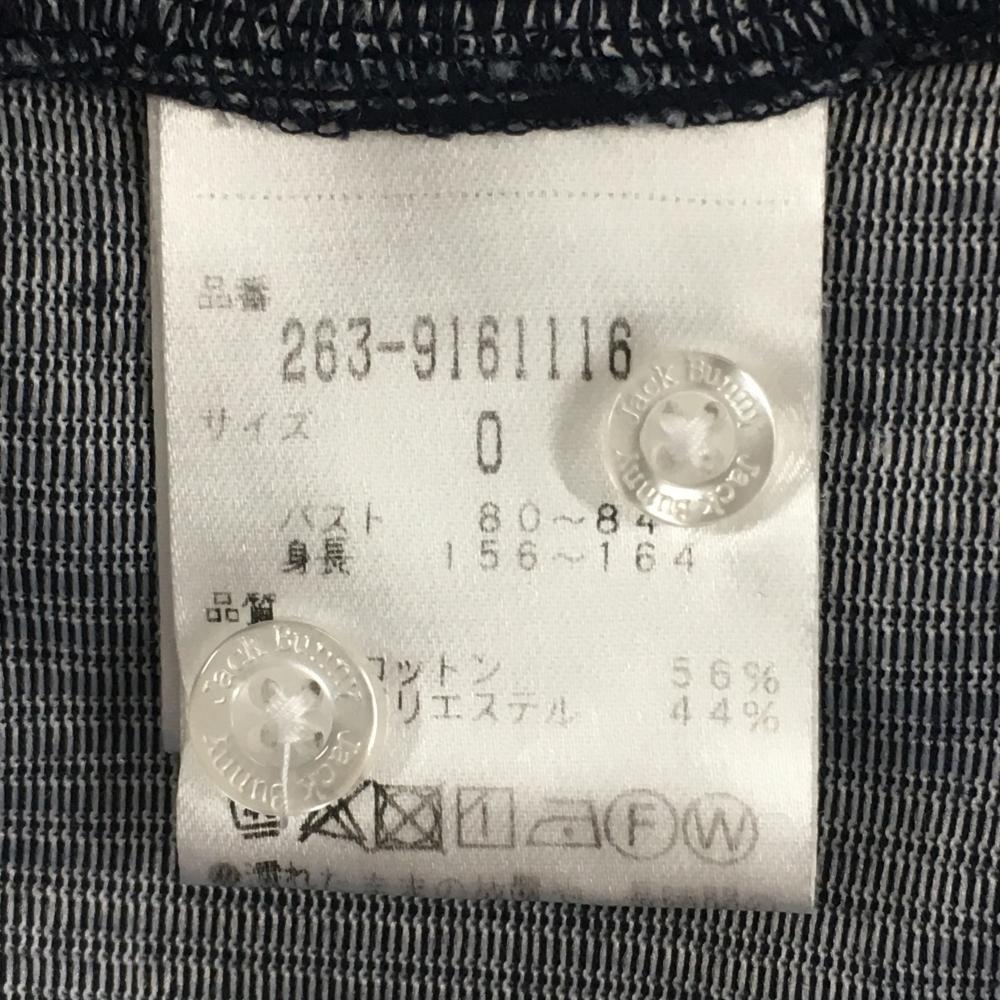 品番
263-9161116
サイズ
0
Jack Bunny Jack Bunny
バスト 80～84
身長 156～164
品質
Jack Bunny Jack Bunny
コットン 56%
リエステル 44%
F W